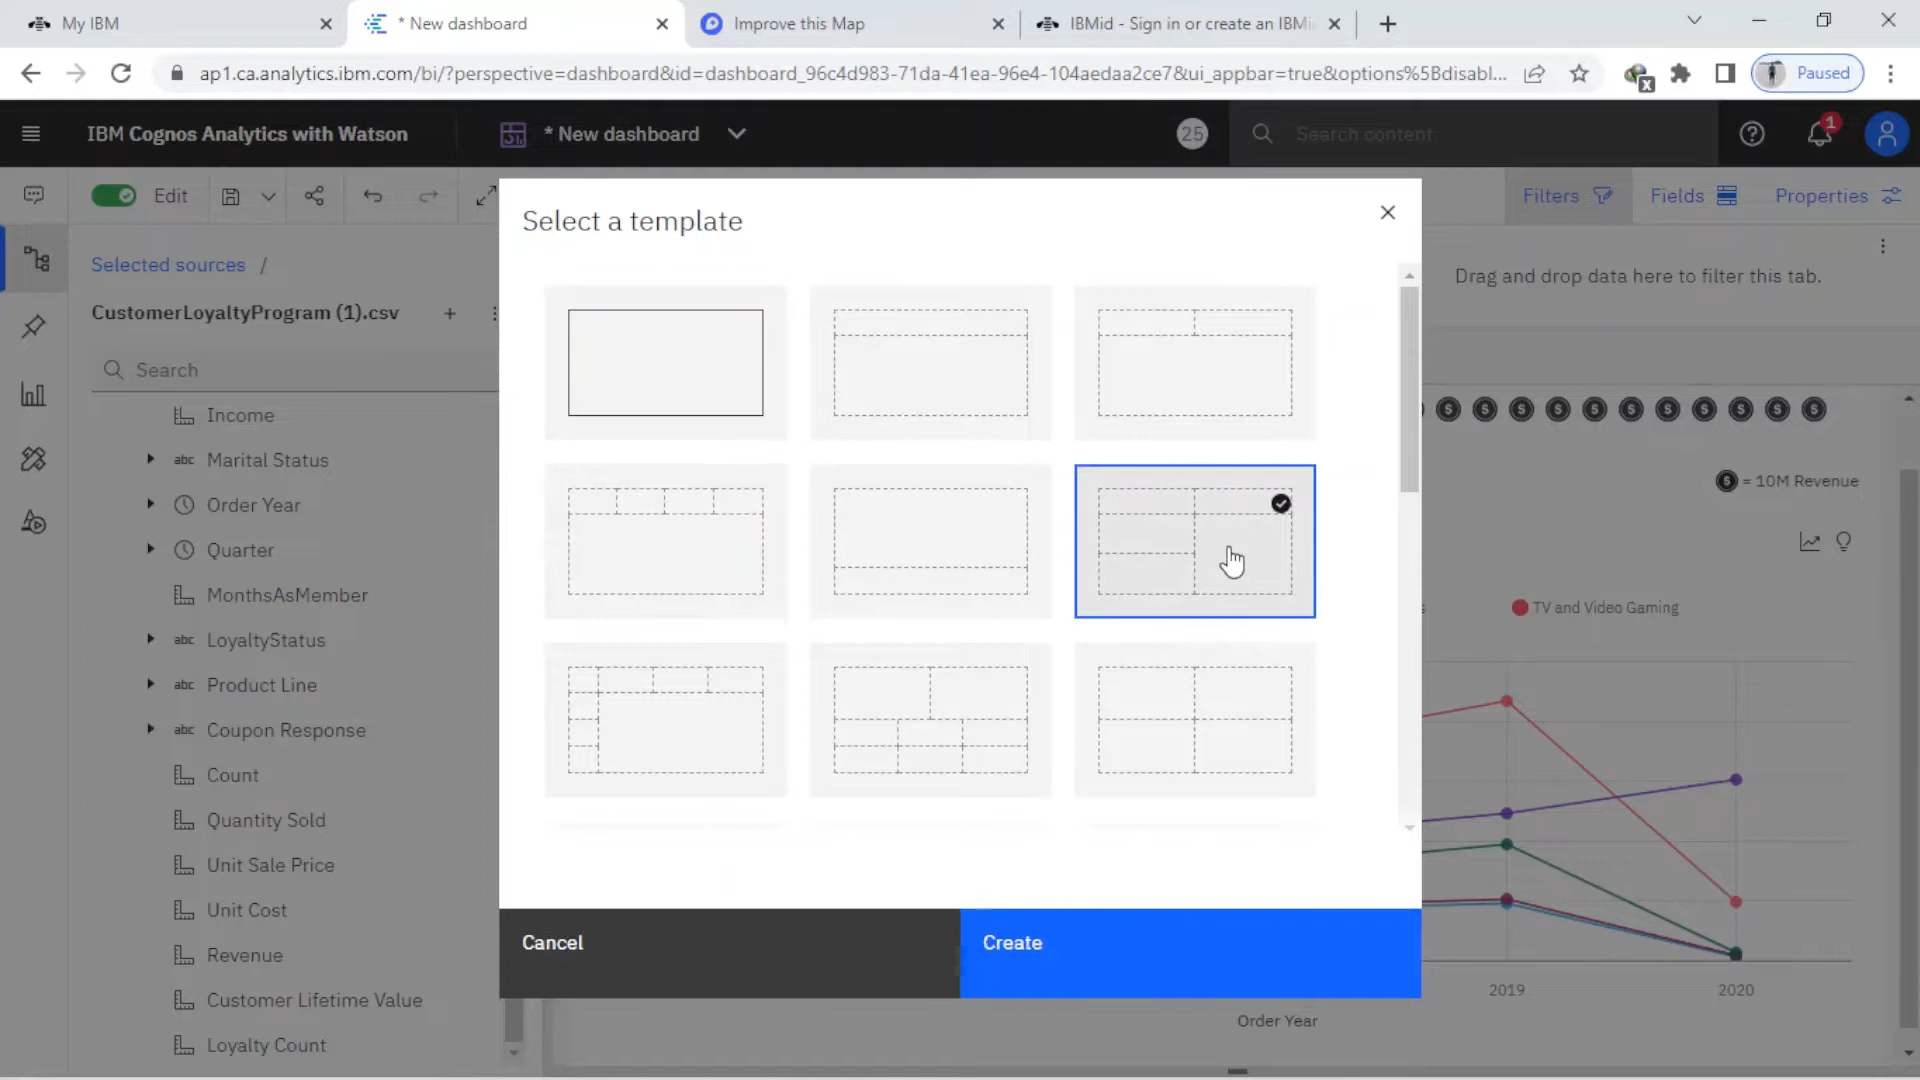 My IBM
* New dashboard
Improve this Map
IBMid - Sign in or create an IBMi
ap1.ca.analytics.ibm.com/bi/?perspective=dashboard&id=dashboard_96c4d983-71da-41ea-96e4-104aedaa2ce7&ui_appbar=true&options%5Bdisabl...
x
Paused
IBM Cognos Analytics with Watson
* New dashboard
25
Search content
1
Edit
Filters
Fields
Properties
Select a template
Selected sources /
Drag and drop data here to filter this tab.
CustomerLoyaltyProgram (1).csv
Search
Income
abc Marital Status
= 10M Revenue
Order Year
Quarter
MonthsAsMember
TV and Video Gaming
abc LoyaltyStatus
abc Product Line
abc Coupon Response
Count
Quantity Sold
Unit Sale Price
Unit Cost
Cancel
Create
Revenue
2019
2020
Customer Lifetime Value
Order Year
Loyalty Count